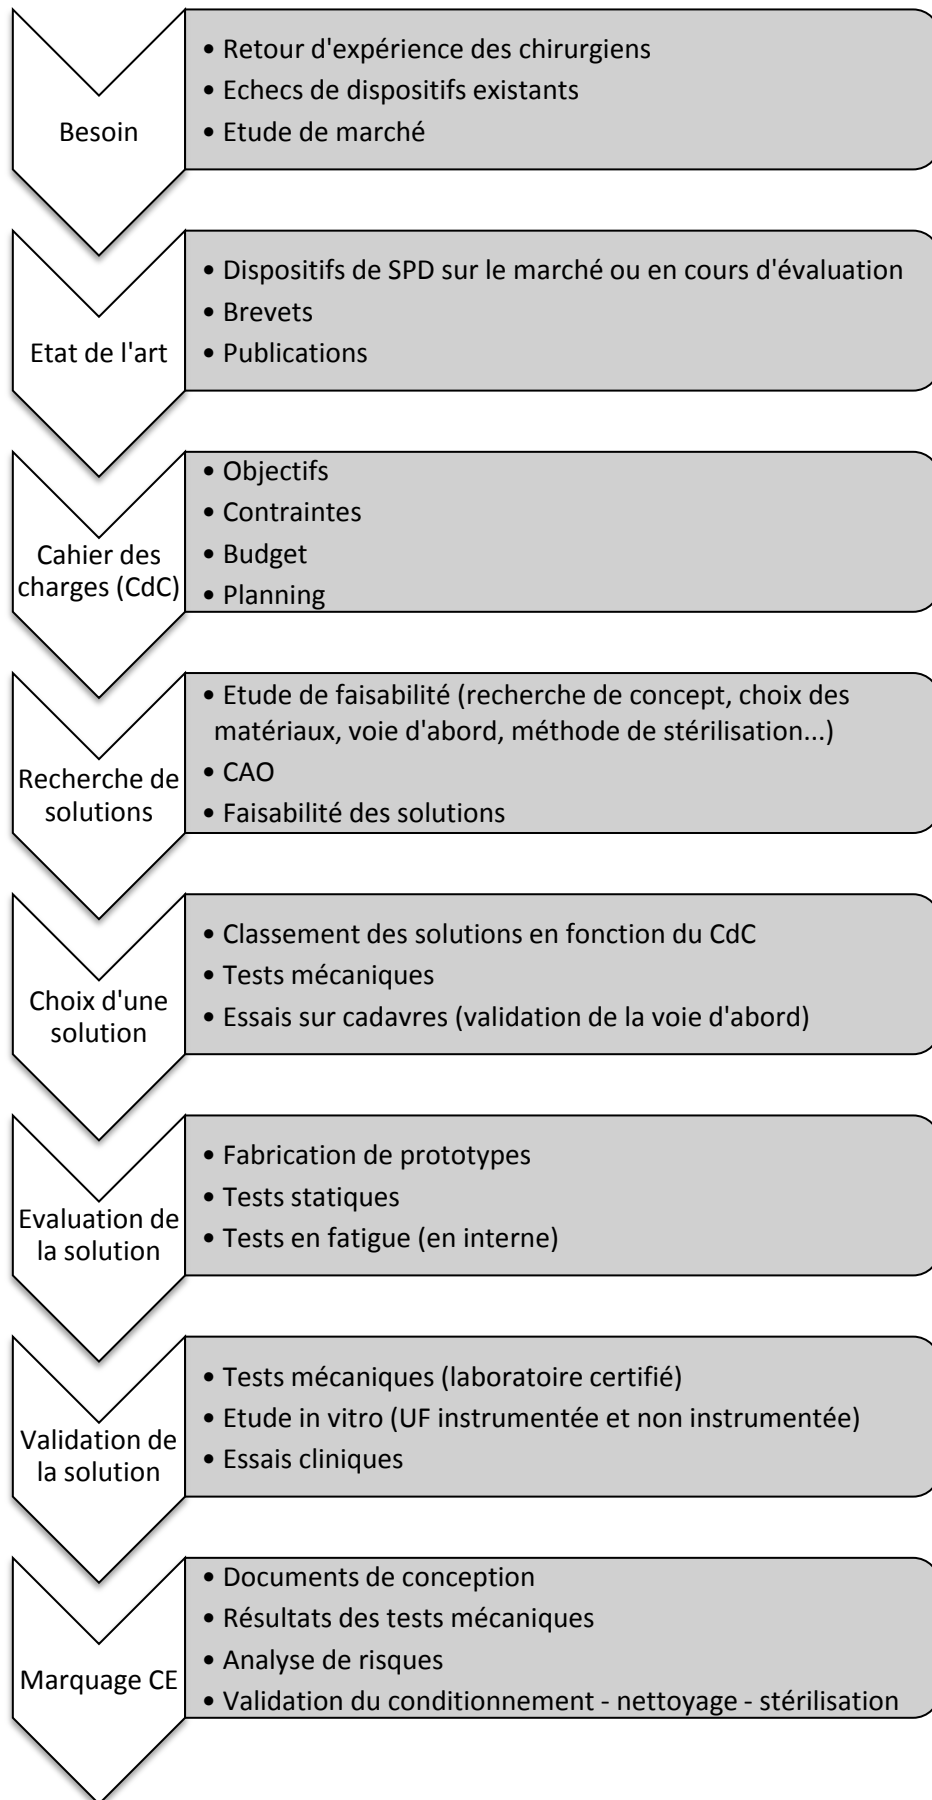 Besoin
• Retour d'expérience des chirurgiens
• Echecs de dispositifs existants
• Etude de marché
Etat de l'art
• Dispositifs de SPD sur le marché ou en cours d'évaluation
• Brevets
• Publications
Cahier des
charges (CdC)
• Objectifs
• Contraintes
• Budget
• Planning
Recherche de
solutions
• Etude de faisabilité (recherche de concept, choix des
matériaux, voie d'abord, méthode de stérilisation...)
• CAO
• Faisabilité des solutions
Choix d'une
solution
• Classement des solutions en fonction du CdC
• Tests mécaniques
• Essais sur cadavres (validation de la voie d'abord)
Evaluation de
la solution
• Fabrication de prototypes
• Tests statiques
• Tests en fatigue (en interne)
Validation de
la solution
• Tests mécaniques (laboratoire certifié)
• Etude in vitro (UF instrumentée et non instrumentée)
• Essais cliniques
Marquage CE
• Documents de conception
• Résultats des tests mécaniques
• Analyse de risques
• Validation du conditionnement - nettoyage - stérilisation